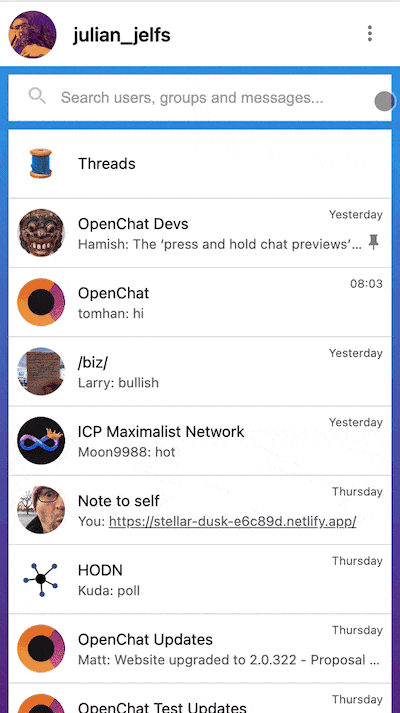 julian_jelfs
Search users, groups and messages...
Threads
Yesterday
OpenChat Devs
Hamish: The ‘press and hold chat previews’...
08:03
OpenChat
tomhan: hi
Yesterday
/biz/
Larry: bullish
Yesterday
ICP Maximalist Network
Moon9988: hot
Thursday
Note to self
You: https://stellar-dusk-e6c89d.netlify.app/
Thursday
HODN
Kuda: poll
Thursday
OpenChat Updates
Matt: Website upgraded to 2.0.322 - Proposal ...
Thursday
OpenChat Test Updates